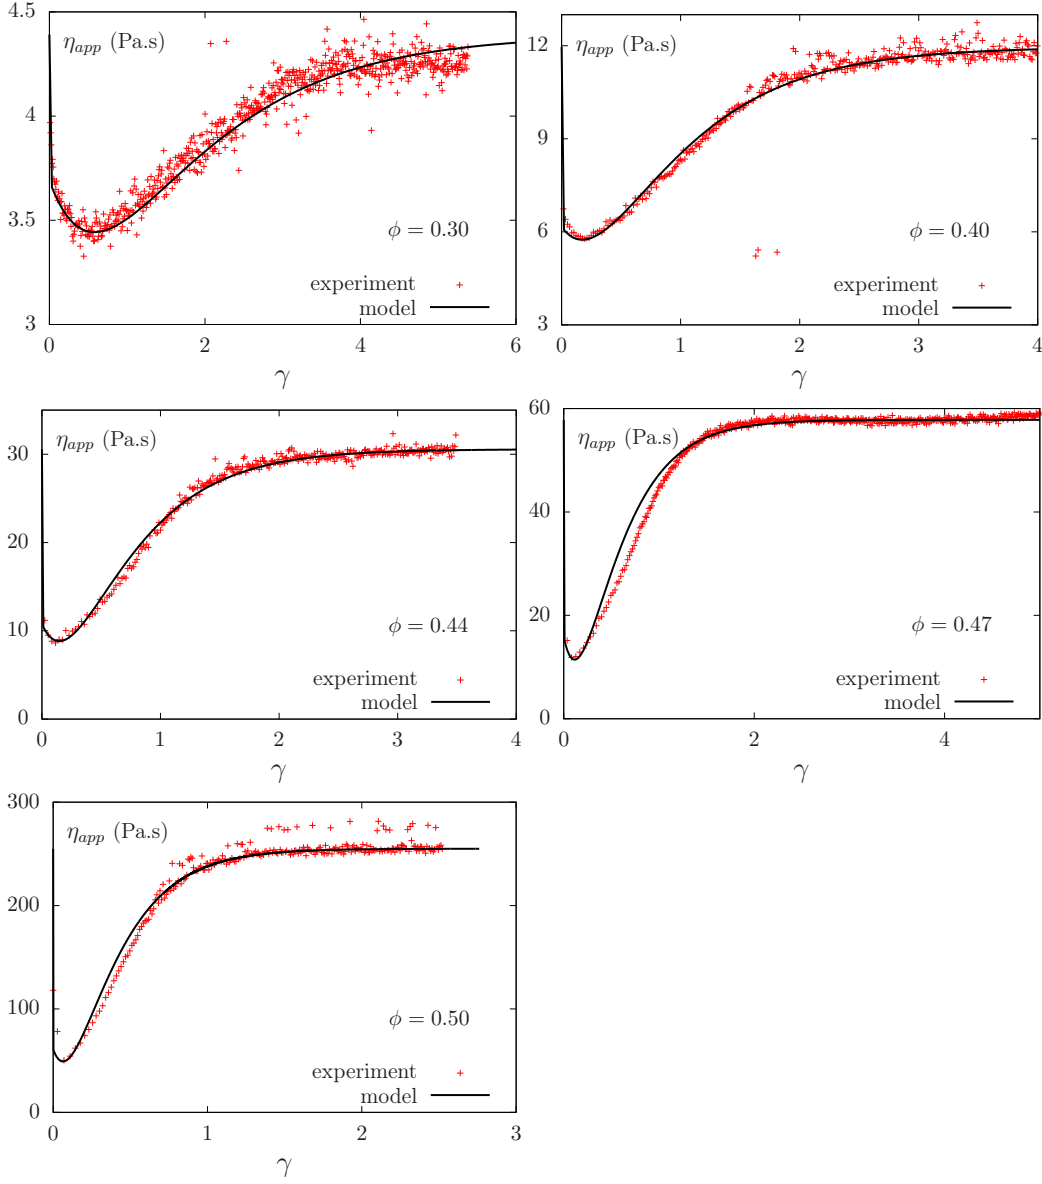 4.5
4
3.5
3
η_app (Pa.s)
ϕ = 0.30
experiment
model
0 2 4 6
γ
12
9
6
3
η_app (Pa.s)
ϕ = 0.40
experiment
model
0 1 2 3 4
γ
30
20
10
0
η_app (Pa.s)
ϕ = 0.44
experiment
model
0 1 2 3 4
γ
60
40
20
0
η_app (Pa.s)
ϕ = 0.47
experiment
model
0 2 4
γ
300
200
100
0
η_app (Pa.s)
ϕ = 0.50
experiment
model
0 1 2 3
γ